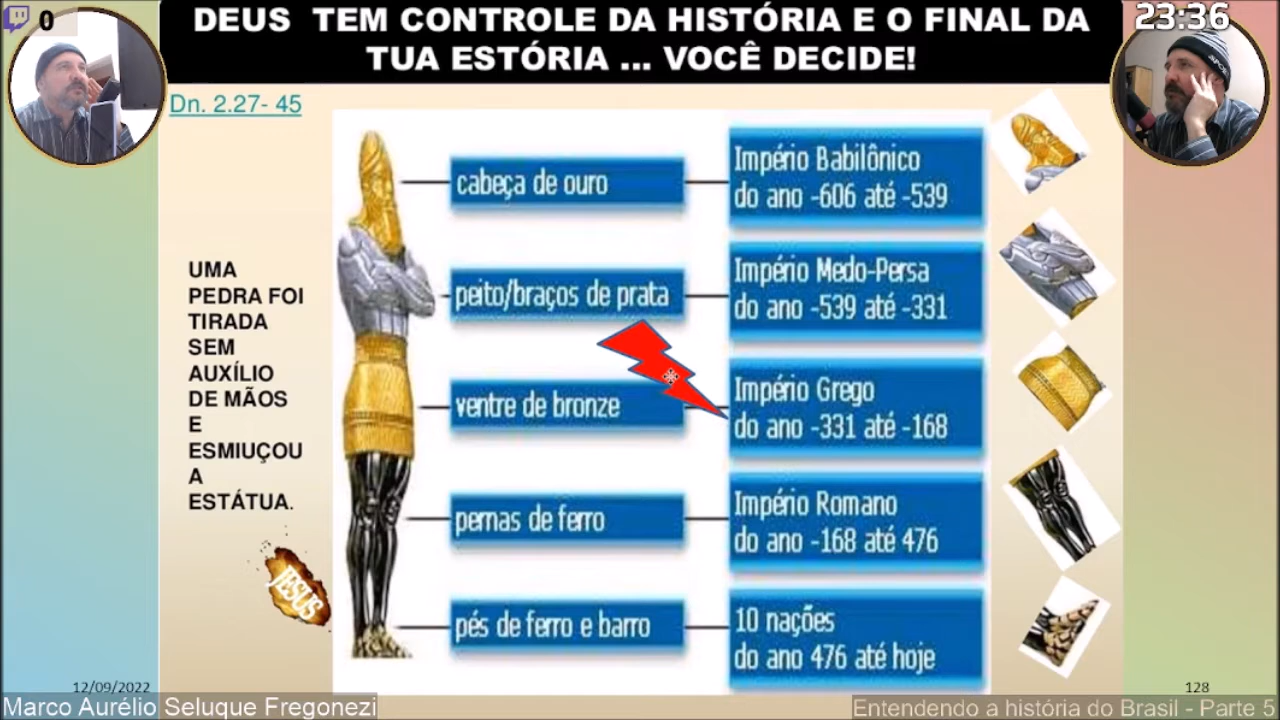 0
23:36
DEUS TEM CONTROLE DA HISTÓRIA E O FINAL DA
TUA ESTÓRIA ... VOCÊ DECIDE!
Dn. 2.27- 45
UMA
PEDRA FOI
TIRADA
SEM
AUXÍLIO
DE MÃOS
E
ESMIUÇOU
A
ESTÁTUA.
JESUS
cabeça de ouro
Império Babilônico
do ano -606 até -539
peito/braços de prata
Império Medo-Persa
do ano -539 até -331
ventre de bronze
Império Grego
do ano -331 até -168
pernas de ferro
Império Romano
do ano -168 até 476
pés de ferro e barro
10 nações
do ano 476 até hoje
12/09/2022
128
Marco Aurélio Seluque Fregonezi
Entendendo a história do Brasil - Parte 5